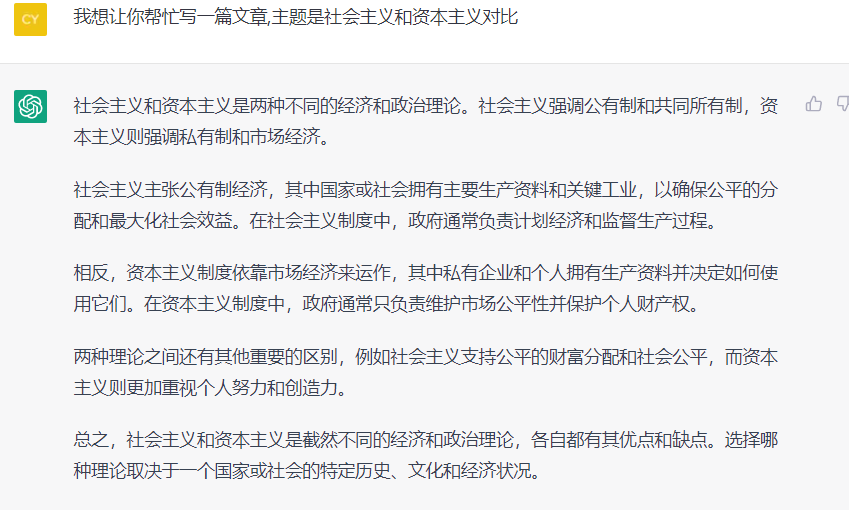 CY
我想让你帮忙写一篇文章,主题是社会主义和资本主义对比
社会主义和资本主义是两种不同的经济和政治理论。社会主义强调公有制和共同所有制，资
本主义则强调私有制和市场经济。
社会主义主张公有制经济，其中国家或社会拥有主要生产资料和关键工业，以确保公平的分
配和最大化社会效益。在社会主义制度中，政府通常负责计划经济和监督生产过程。
相反，资本主义制度依靠市场经济来运作，其中私有企业和个人拥有生产资料并决定如何使
用它们。在资本主义制度中，政府通常只负责维护市场公平性并保护个人财产权。
两种理论之间还有其他重要的区别，例如社会主义支持公平的财富分配和社会公平，而资本
主义则更加重视个人努力和创造力。
总之，社会主义和资本主义是截然不同的经济和政治理论，各自都有其优点和缺点。选择哪
种理论取决于一个国家或社会的特定历史、文化和经济状况。